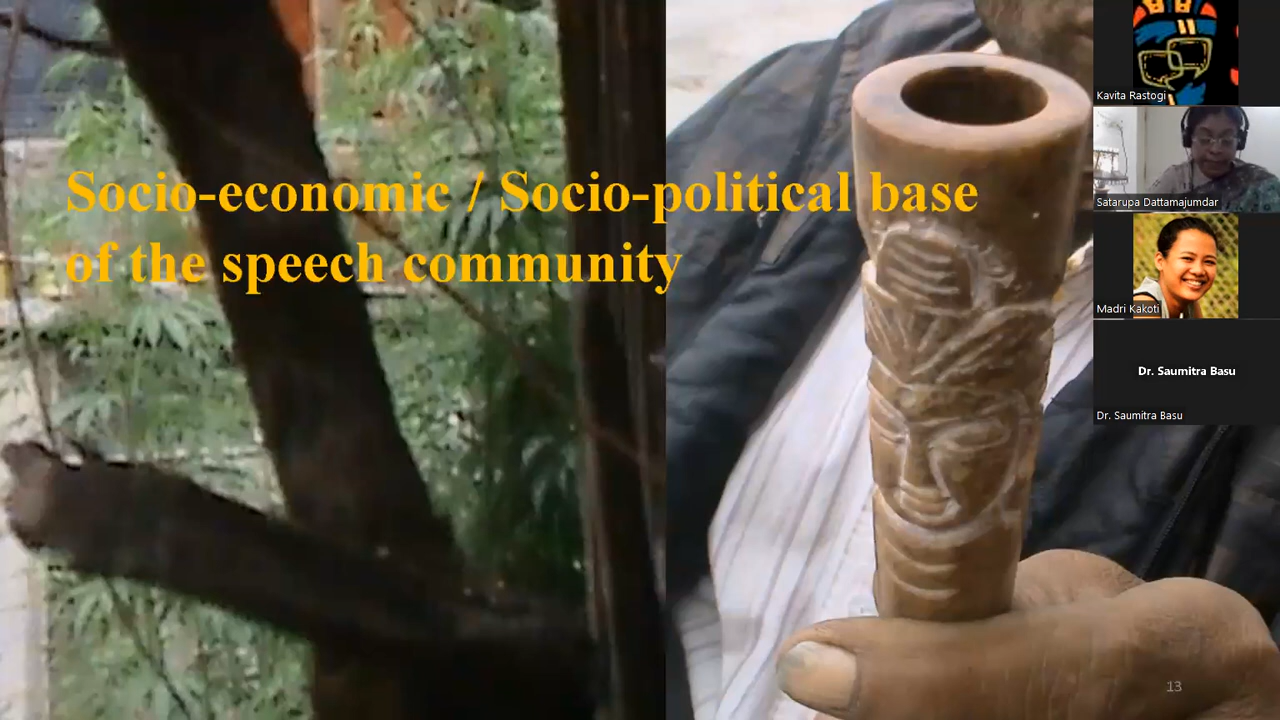 Socio-economic / Socio-political base
of the speech community
Kavita Rastogi
Satarupa Dattamajumdar
Madri Kakoti
Dr. Saumitra Basu
Dr. Saumitra Basu
13